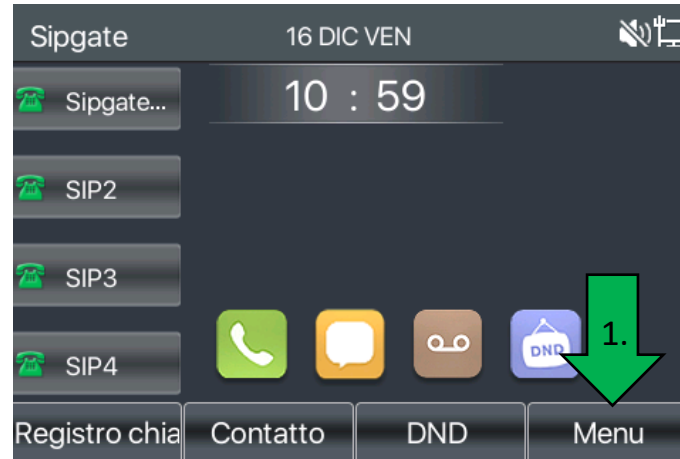 Sipgate 16 DIC VEN
10 : 59
Sipgate...
SIP2
SIP3
SIP4
DND
1.
Registro chia Contatto DND Menu